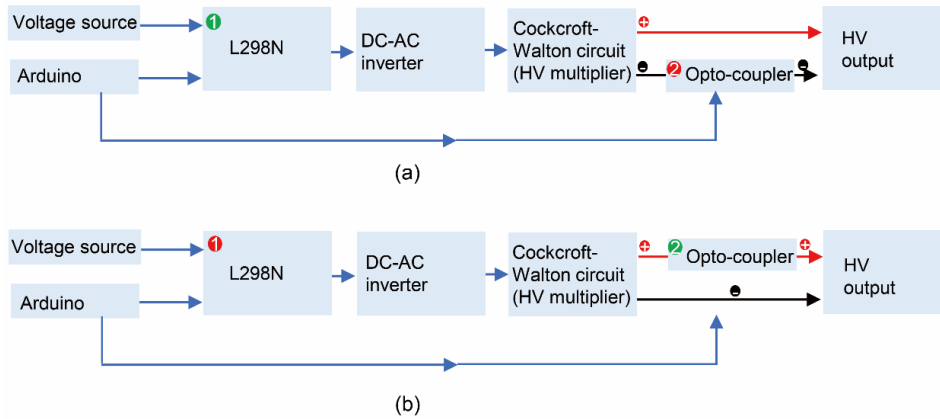 Voltage source
1
L298N
DC-AC
inverter
Cockcroft-
Walton circuit
(HV multiplier)
+
HV
output
Arduino
-
2
Opto-coupler
-
(a)
Voltage source
1
L298N
DC-AC
inverter
Cockcroft-
Walton circuit
(HV multiplier)
+
2
Opto-coupler
+
HV
output
Arduino
-
(b)